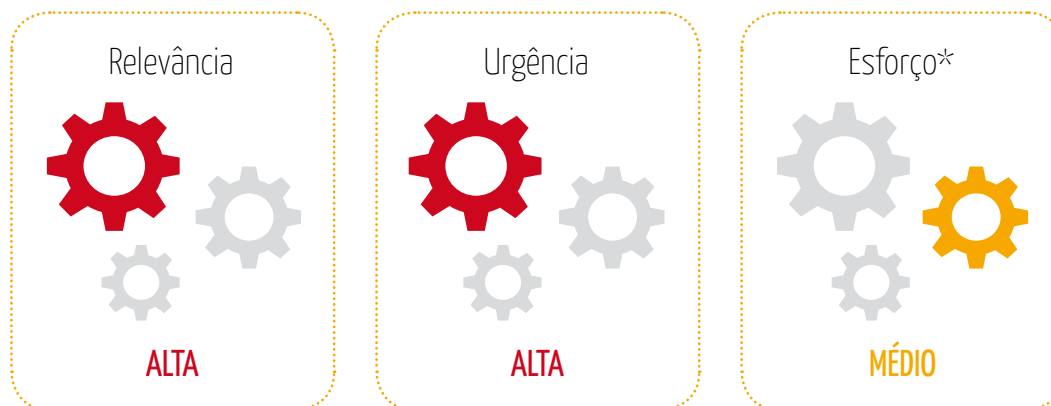 Relevância
ALTA
Urgência
ALTA
Esforço*
MÉDIO